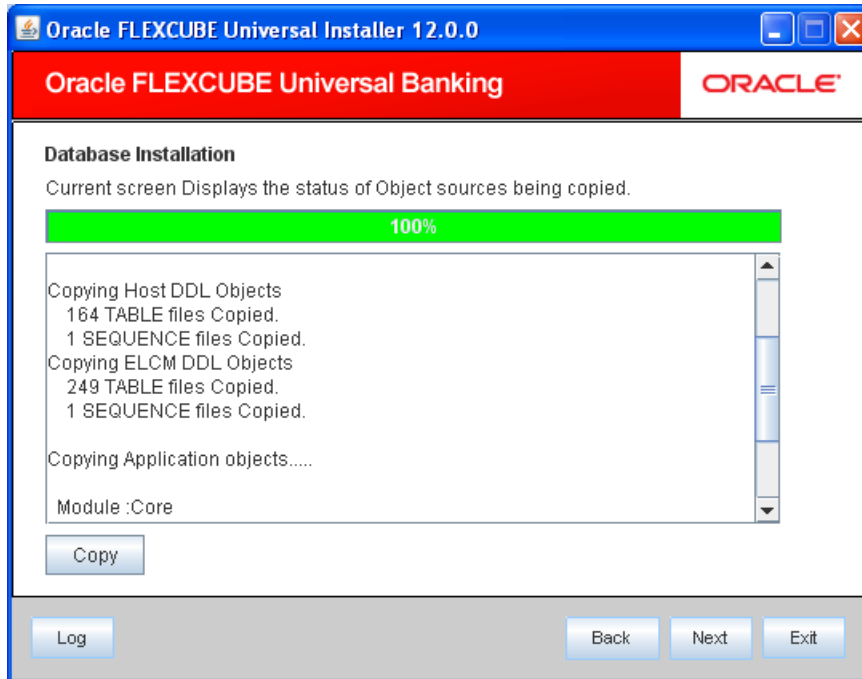 Oracle FLEXCUBE Universal Installer 12.0.0
Oracle FLEXCUBE Universal Banking
ORACLE
Database Installation
Current screen Displays the status of Object sources being copied.
100%
Copying Host DDL Objects
164 TABLE files Copied.
1 SEQUENCE files Copied.
Copying ELCM DDL Objects
249 TABLE files Copied.
1 SEQUENCE files Copied.
Copying Application objects.....
Module :Core
Copy
Log Back Next Exit